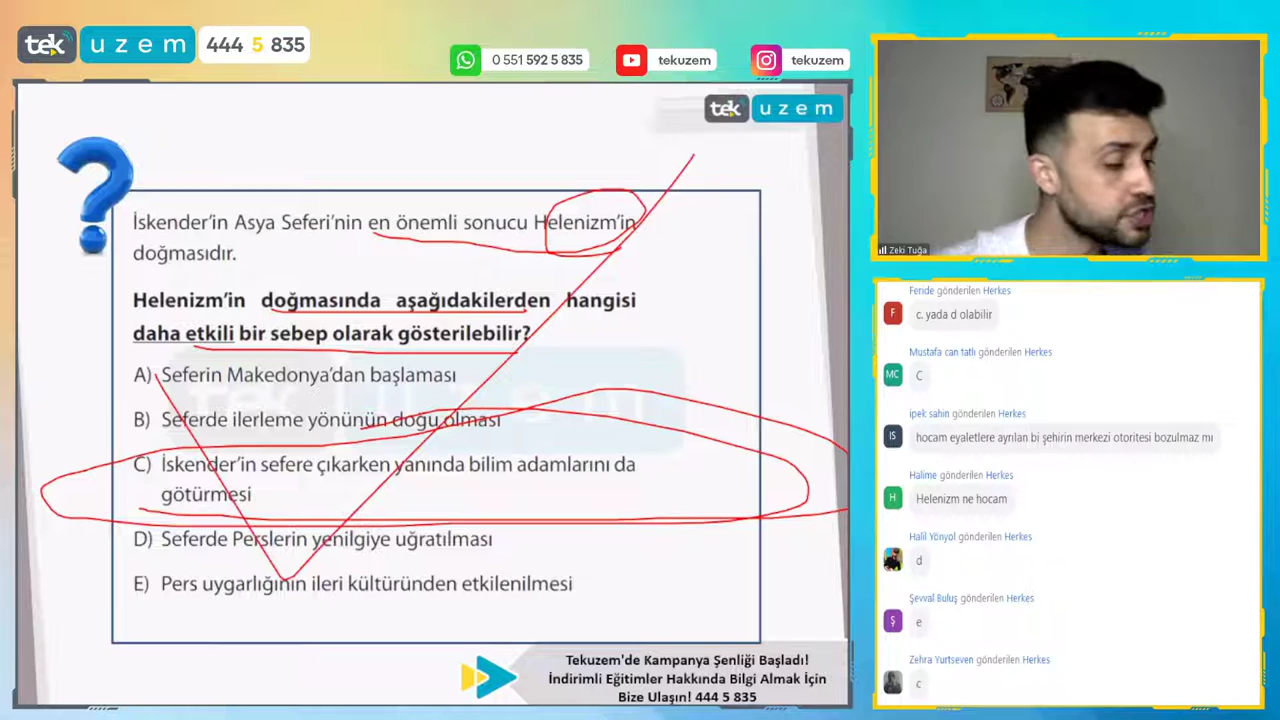 tek uzem 444 5 835
0 551 592 5 835
tekuzem
tekuzem
tek uzem
İskender'in Asya Seferi'nin en önemli sonucu Helenizm'in
doğmasıdır.
Helenizm'in doğmasında aşağıdakilerden hangisi
daha etkili bir sebep olarak gösterilebilir?
A) Seferin Makedonya'dan başlaması
B) Seferde ilerleme yönünün doğu olması
C) İskender'in sefere çıkarken yanında bilim adamlarını da
götürmesi
D) Seferde Perslerin yenilgiye uğratılması
E) Pers uygarlığının ileri kültüründen etkilenilmesi
Tekuzem'de Kampanya Şenliği Başladı!
İndirimli Eğitimler Hakkında Bilgi Almak İçin
Bize Ulaşın! 444 5 835
Zeki Tuğa
Feride gönderilen Herkes
F c. yada d olabilir
Mustafa can tatlı gönderilen Herkes
MC C
ipek sahin gönderilen Herkes
IS hocam eyaletlere ayrılan bi şehirin merkezi otoritesi bozulmaz mı
Halime gönderilen Herkes
H Helenizm ne hocam
Halil Yönyol gönderilen Herkes
d
Şevval Buluş gönderilen Herkes
Ş e
Zehra Yurtseven gönderilen Herkes
c